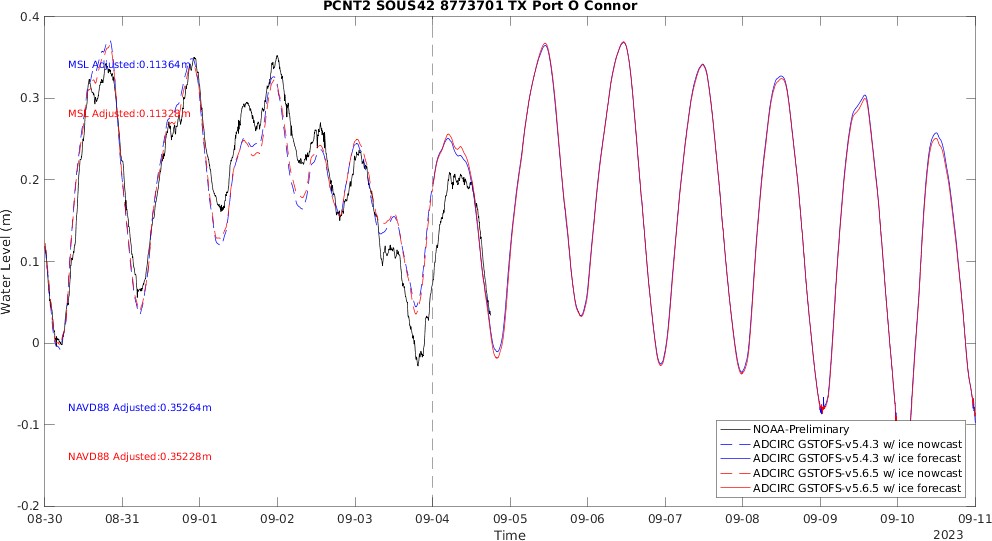 PCNT2 SOUS42 8773701 TX Port O Connor
0.4
0.3
0.2
0.1
0
-0.1
-0.2
Water Level (m)
MSL Adjusted:0.11364m
MSL Adjusted:0.11328m
NAVD88 Adjusted:0.35264m
NAVD88 Adjusted:0.35228m
NOAA-Preliminary
ADCIRC GSTOFS-v5.4.3 w/ ice nowcast
ADCIRC GSTOFS-v5.4.3 w/ ice forecast
ADCIRC GSTOFS-v5.6.5 w/ ice nowcast
ADCIRC GSTOFS-v5.6.5 w/ ice forecast
08-30 08-31 09-01 09-02 09-03 09-04 09-05 09-06 09-07 09-08 09-09 09-10 09-11
Time
2023